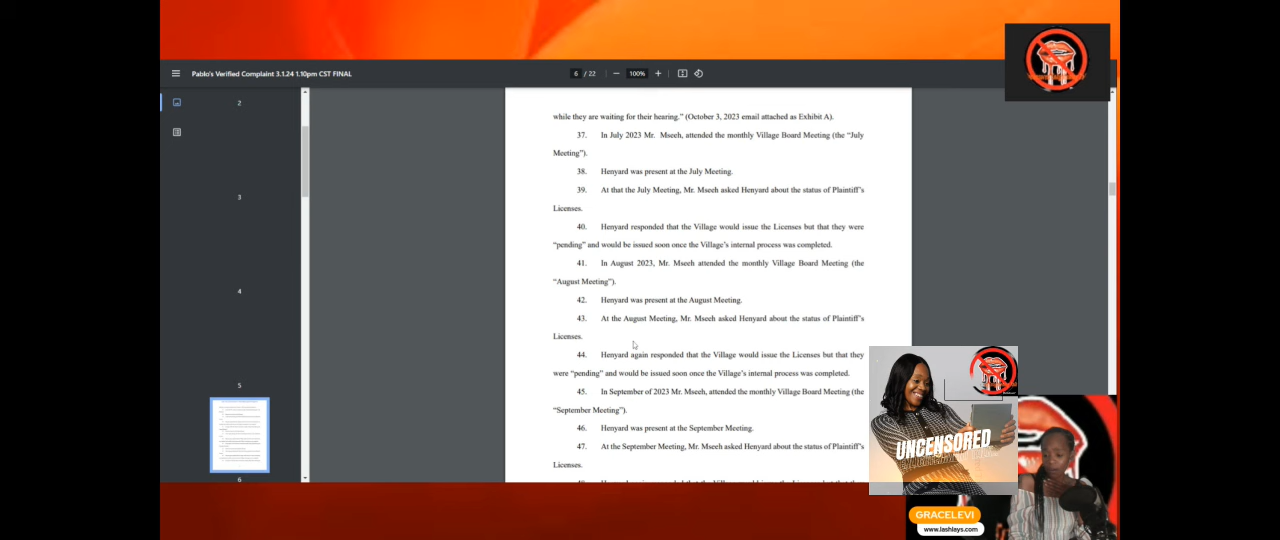 Pablo's Verified Complaint 3.1.24 1.10pm CST FINAL
6 / 22
100%
2
3
4
5
6
while they are waiting for their hearing." (October 3, 2023 email attached as Exhibit A).
37. In July 2023 Mr. Mseeh, attended the monthly Village Board Meeting (the "July
Meeting").
38. Henyard was present at the July Meeting.
39. At that the July Meeting, Mr. Mseeh asked Henyard about the status of Plaintiff's
Licenses.
40. Henyard responded that the Village would issue the Licenses but that they were
"pending" and would be issued soon once the Village's internal process was completed.
41. In August 2023, Mr. Mseeh attended the monthly Village Board Meeting (the
"August Meeting").
42. Henyard was present at the August Meeting.
43. At the August Meeting, Mr. Mseeh asked Henyard about the status of Plaintiff's
Licenses.
44. Henyard again responded that the Village would issue the Licenses but that they
were "pending" and would be issued soon once the Village's internal process was completed.
45. In September of 2023 Mr. Mseeh, attended the monthly Village Board Meeting (the
"September Meeting").
46. Henyard was present at the September Meeting.
47. At the September Meeting, Mr. Mseeh asked Henyard about the status of Plaintiff's
Licenses.
UNCENSORED
GRACELEVI
www.lashlays.com